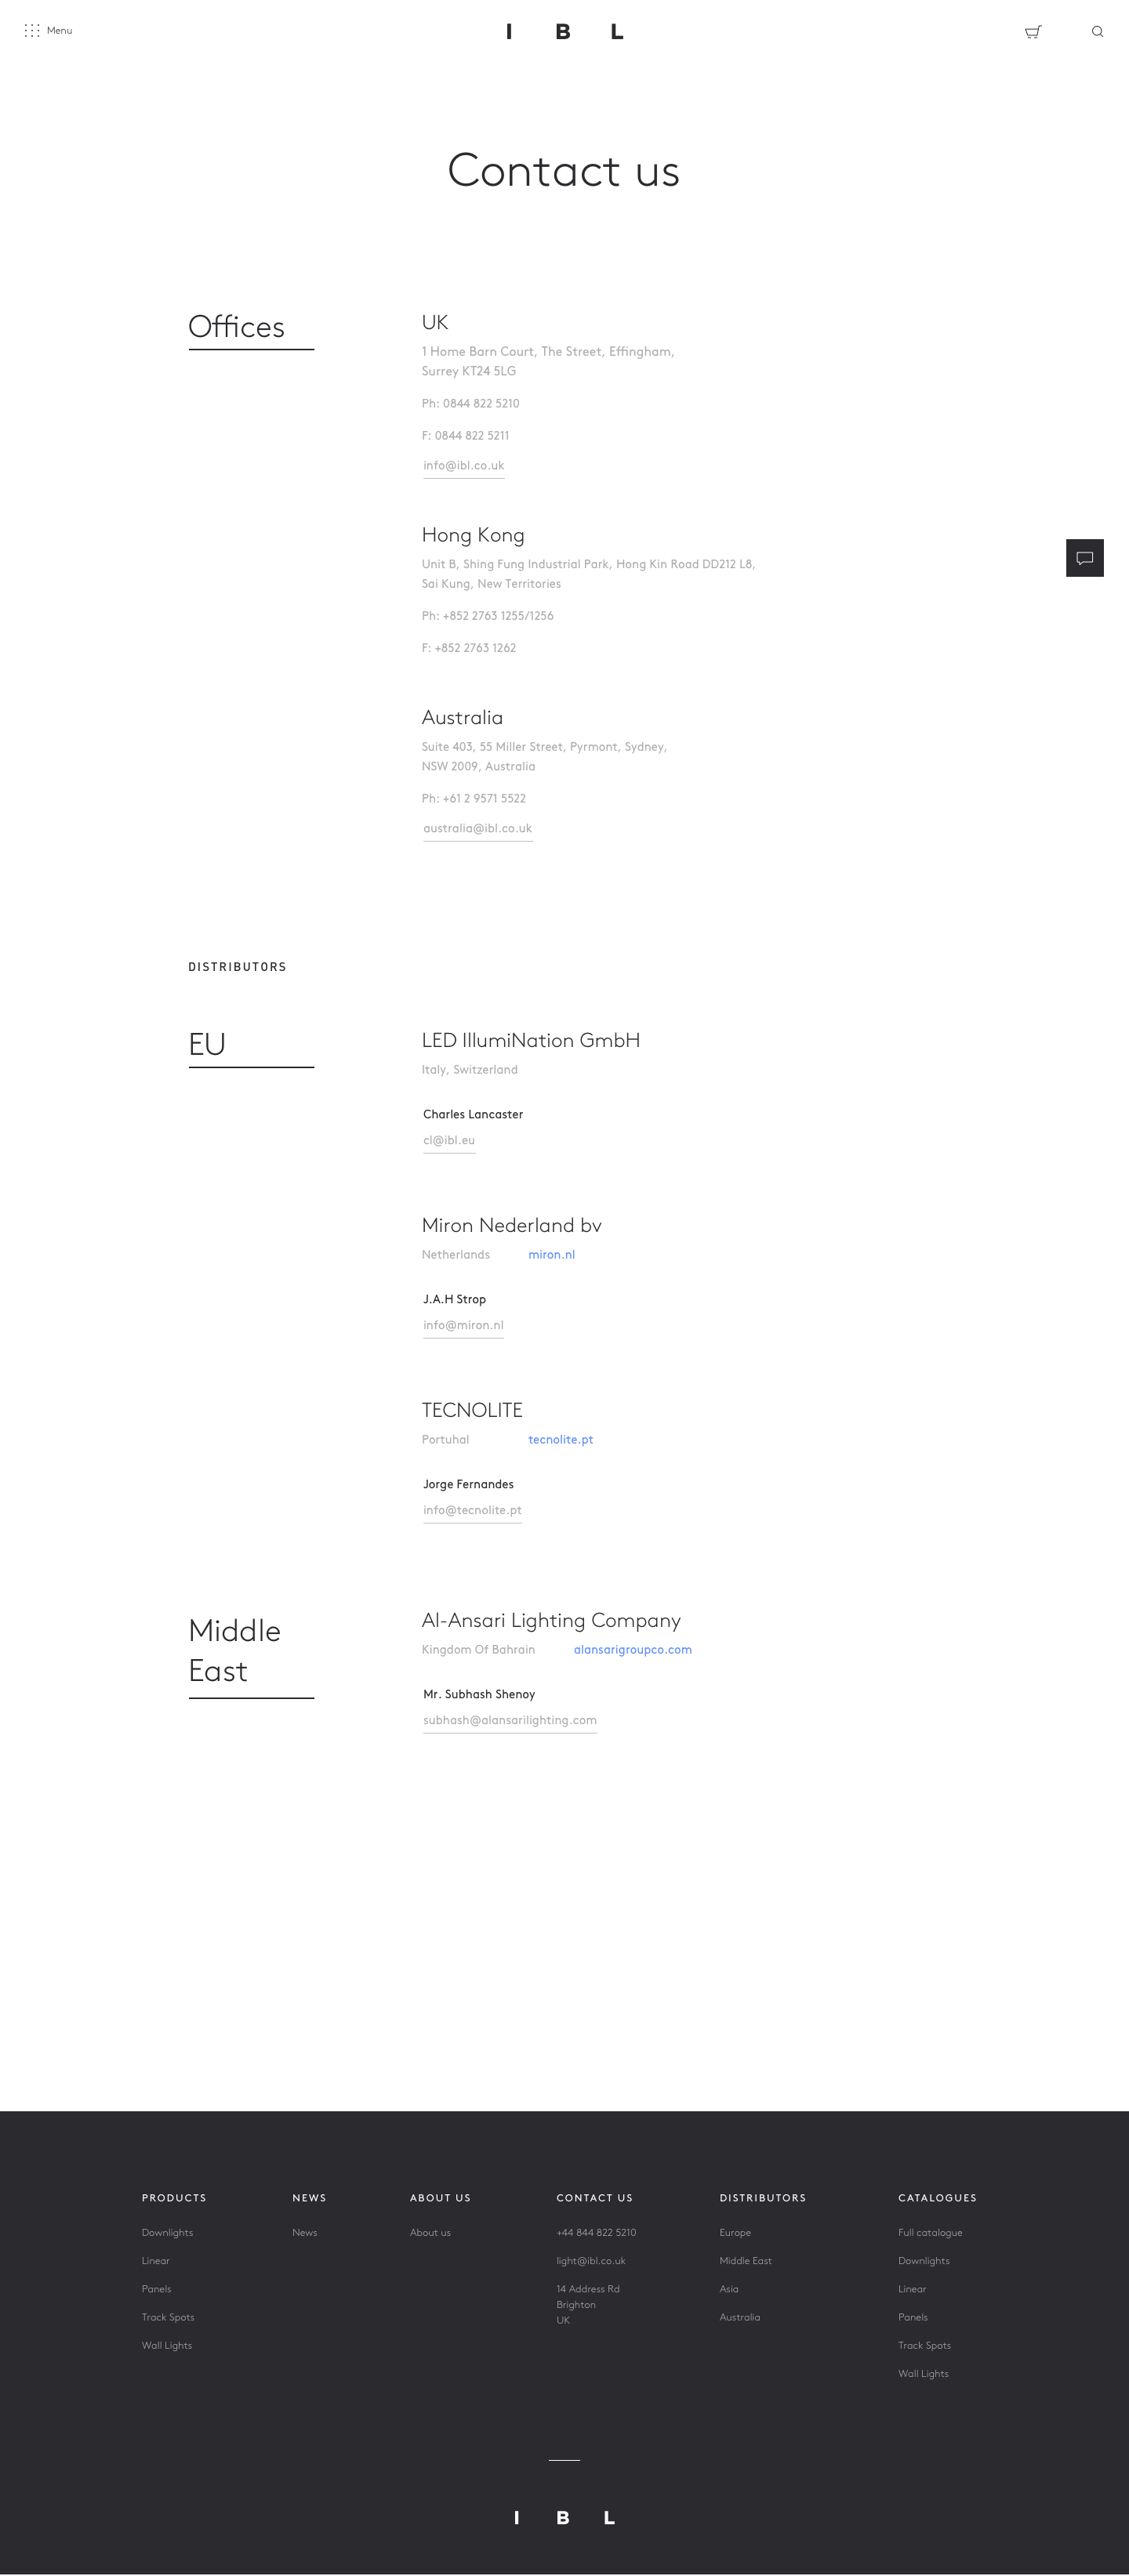 Menu
I B L
Contact us
Offices
UK
1 Home Barn Court, The Street, Effingham,
Surrey KT24 5LG
Ph: 0844 822 5210
F: 0844 822 5211
info@ibl.co.uk
Hong Kong
Unit B, Shing Fung Industrial Park, Hong Kin Road DD212 L8,
Sai Kung, New Territories
Ph: +852 2763 1255/1256
F: +852 2763 1262
Australia
Suite 403, 55 Miller Street, Pyrmont, Sydney,
NSW 2009, Australia
Ph: +61 2 9571 5522
australia@ibl.co.uk
DISTRIBUTORS
EU
LED IllumiNation GmbH
Italy, Switzerland
Charles Lancaster
cl@ibl.eu
Miron Nederland bv
Netherlands miron.nl
J.A.H Strop
info@miron.nl
TECNOLITE
Portuhal tecnolite.pt
Jorge Fernandes
info@tecnolite.pt
Middle
East
Al-Ansari Lighting Company
Kingdom Of Bahrain alansarigroupco.com
Mr. Subhash Shenoy
subhash@alansarilighting.com
PRODUCTS
Downlights
Linear
Panels
Track Spots
Wall Lights
NEWS
News
ABOUT US
About us
CONTACT US
+44 844 822 5210
light@ibl.co.uk
14 Address Rd
Brighton
UK
DISTRIBUTORS
Europe
Middle East
Asia
Australia
CATALOGUES
Full catalogue
Downlights
Linear
Panels
Track Spots
Wall Lights
I B L